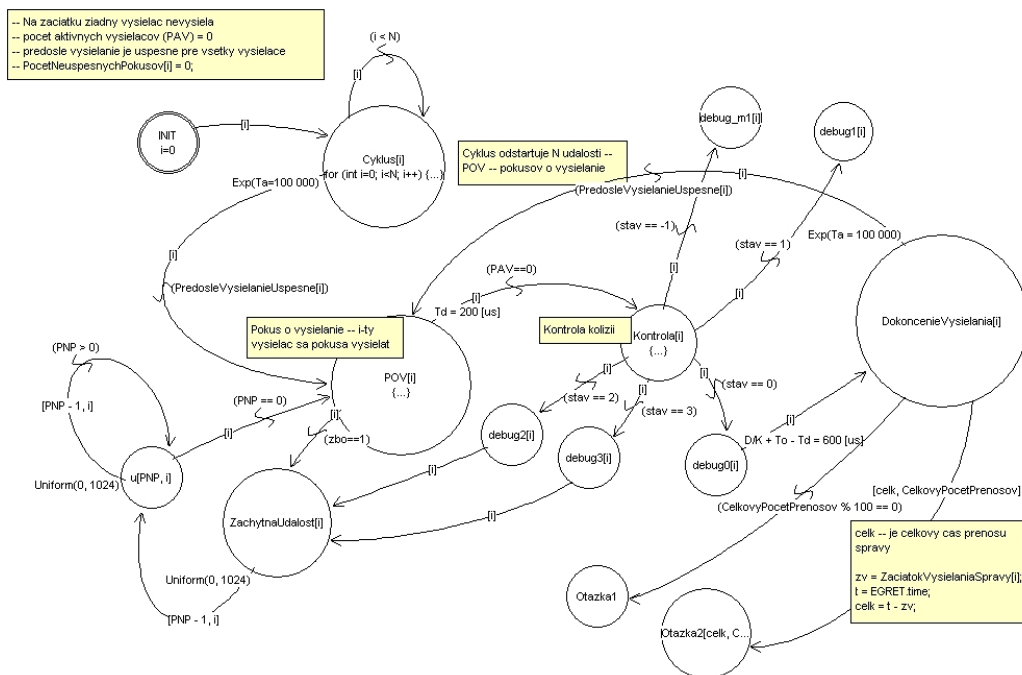 -- Na zaciatku ziadny vysielac nevysiela
-- pocet aktivnych vysielacov (PAV) = 0
-- predosle vysielanie je uspesne pre vsetky vysielace
-- PocetNeuspesnychPokusov[i] = 0;
(i < N)
[i]
INIT
i=0
[i]
Cyklus[i]
for (int i=0; i<N; i++) {...}
Exp(Ta=100 000)
Cyklus odstartuje N udalosti --
POV -- pokusov o vysielanie
[i]
(PredosleVysielanieUspesne[i])
debug_m1[i]
debug1[i]
(stav == -1)
[i]
(stav == 1)
[i]
Exp(Ta = 100 000)
[i]
(PredosleVysielanieUspesne[i])
(PAV==0)
[i]
Td = 200 [us]
DokoncenieVysielania[i]
Pokus o vysielanie -- i-ty
vysielac sa pokusa vysielat
Kontrola kolizii
Kontrola[i]
{...}
POV[i]
{...}
(PNP > 0)
[PNP - 1, i]
(PNP == 0)
[i]
[i]
(zbo==1)
[i]
(stav == 2)
[i]
(stav == 3)
[i]
(stav == 0)
[i]
debug2[i]
debug3[i]
debug0[i]
D/K + To - Td = 600 [us]
Uniform(0, 1024)
u[PNP, i]
[i]
[i]
ZachytnaUdalost[i]
[celk, CelkovyPocetPrenosov]
(CelkovyPocetPrenosov % 100 == 0)
celk -- je celkovy cas prenosu
spravy
zv = ZaciatokVysielaniaSpravy[i];
t = EGRET.time;
celk = t - zv;
Uniform(0, 1024)
[PNP - 1, i]
Otazka1
Otazka2[celk, C...